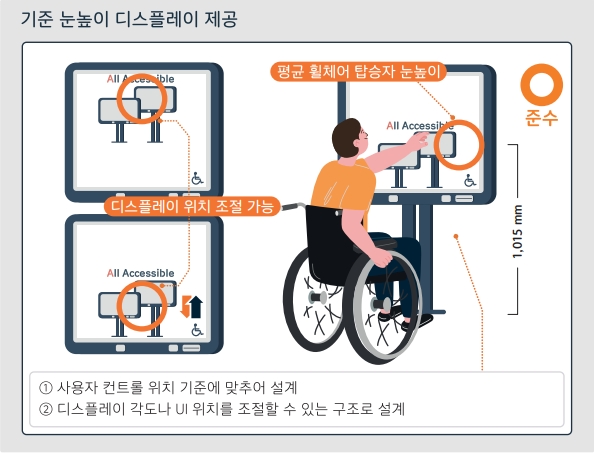 기준 눈높이 디스플레이 제공
All Accessible
평균 휠체어 탑승자 눈높이
준수
All Accessible
디스플레이 위치 조절 가능
1,015 mm
All Accessible
① 사용자 컨트롤 위치 기준에 맞추어 설계
② 디스플레이 각도나 UI 위치를 조절할 수 있는 구조로 설계